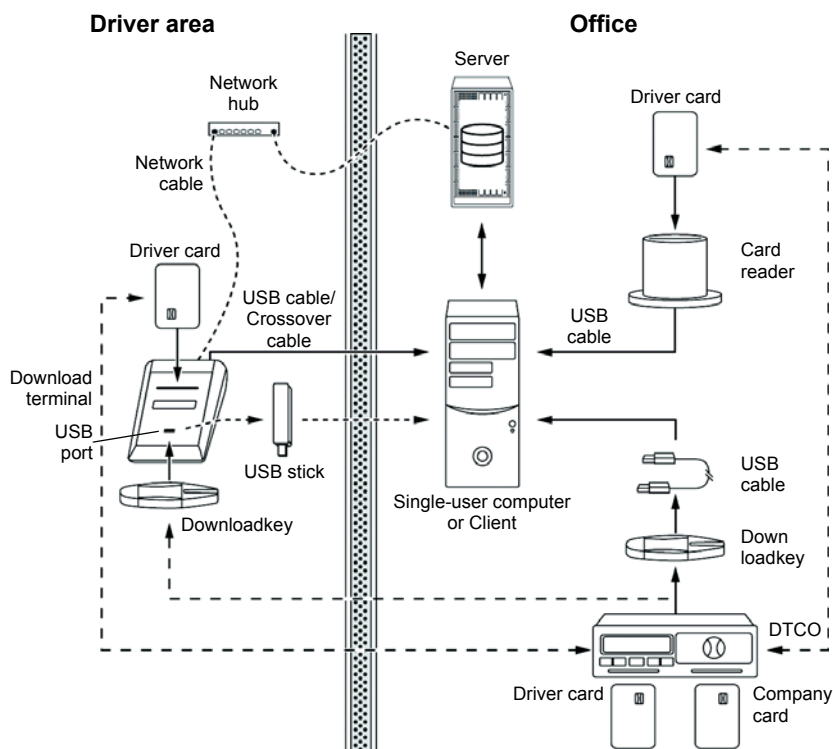 Driver area
Office
Server
Network
hub
Driver card
Network
cable
Driver card
Card
reader
USB cable/
Crossover
cable
USB
cable
Download
terminal
USB
port
USB stick
USB
cable
Single-user computer
or Client
Downloadkey
Down
loadkey
DTCO
Driver card
Company
card